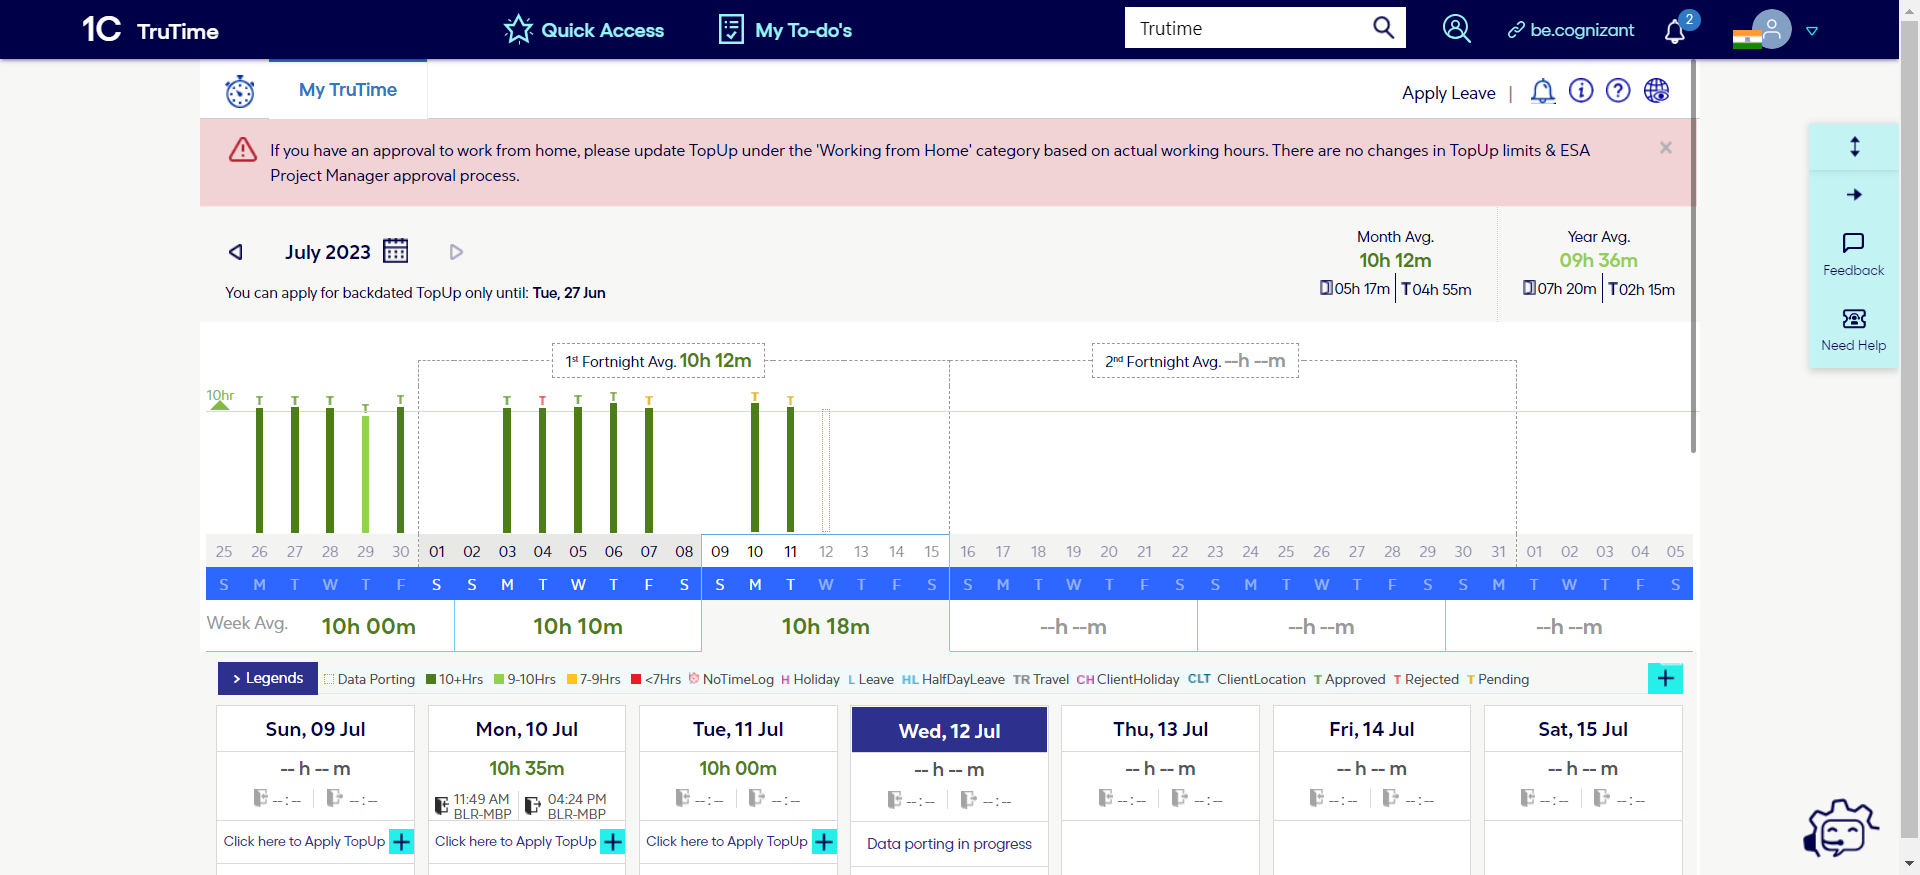 1C TruTime
Quick Access
My To-do's
Trutime
be.cognizant
2
My TruTime
Apply Leave |
If you have an approval to work from home, please update TopUp under the 'Working from Home' category based on actual working hours. There are no changes in TopUp limits & ESA
Project Manager approval process.
×
July 2023
You can apply for backdated TopUp only until: Tue, 27 Jun
Month Avg.
10h 12m
05h 17m T 04h 55m
Year Avg.
09h 36m
07h 20m T 02h 15m
Feedback
Need Help
1st Fortnight Avg. 10h 12m
2nd Fortnight Avg. --h --m
10hr
T T T T T T T T T T T T
25 26 27 28 29 30 01 02 03 04 05 06 07 08 09 10 11 12 13 14 15 16 17 18 19 20 21 22 23 24 25 26 27 28 29 30 31 01 02 03 04 05
S M T W T F S S M T W T F S S M T W T F S S M T W T F S S M T W T F S S M T W T F S
Week Avg. 10h 00m 10h 10m 10h 18m --h --m --h --m --h --m
> Legends Data Porting 10+Hrs 9-10Hrs 7-9Hrs <7Hrs NoTimeLog H Holiday L Leave HL HalfDayLeave TR Travel CH ClientHoliday CLT ClientLocation T Approved T Rejected T Pending +
Sun, 09 Jul
-- h -- m
--:-- --:--
Click here to Apply TopUp +
Mon, 10 Jul
10h 35m
11:49 AM 04:24 PM
BLR-MBP BLR-MBP
Click here to Apply TopUp +
Tue, 11 Jul
10h 00m
--:-- --:--
Click here to Apply TopUp +
Wed, 12 Jul
-- h -- m
--:-- --:--
Data porting in progress
Thu, 13 Jul
-- h -- m
--:-- --:--
Fri, 14 Jul
-- h -- m
--:-- --:--
Sat, 15 Jul
-- h -- m
--:-- --:--